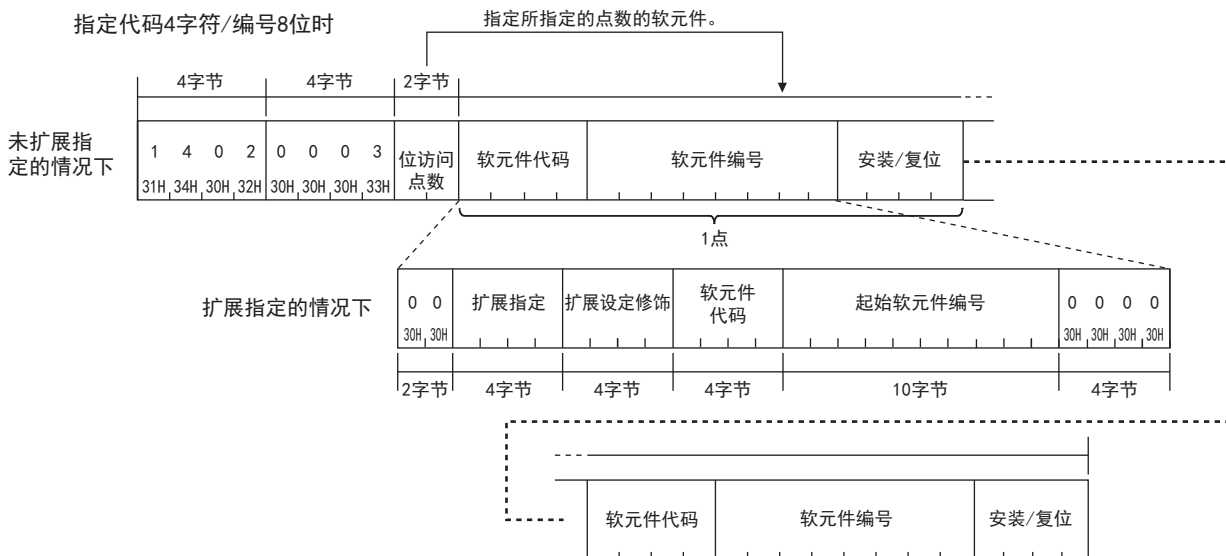 指定代码4字符/编号8位时
指定所指定的点数的软元件。
4字节 4字节 2字节
未扩展指
定的情况下
1 4 0 2 0 0 0 3
31H 34H 30H 32H 30H 30H 30H 33H
位访问
点数
软元件代码 软元件编号 安装/复位
1点
扩展指定的情况下
0 0
30H 30H
扩展指定 扩展设定修饰
软元件
代码
起始软元件编号
0 0 0 0
30H 30H 30H 30H
2字节 4字节 4字节 4字节 10字节 4字节
软元件代码 软元件编号 安装/复位